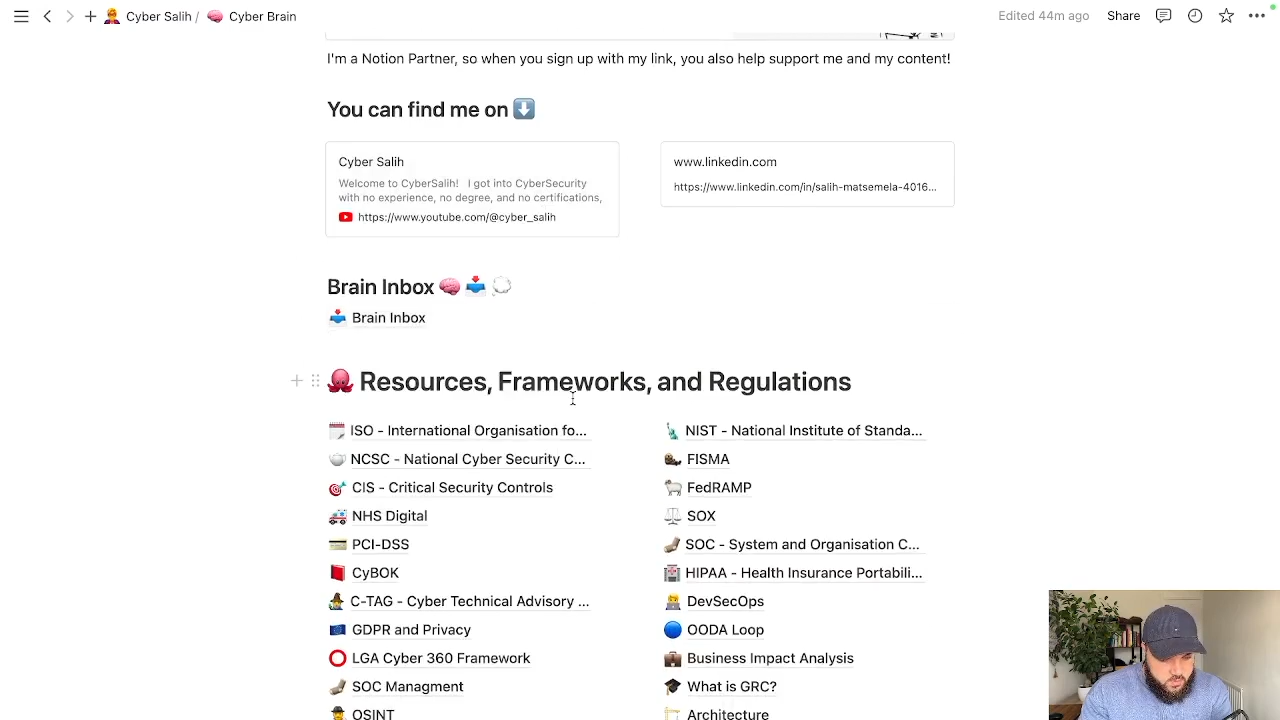 Cyber Salih / Cyber Brain
Edited 44m ago
Share
I'm a Notion Partner, so when you sign up with my link, you also help support me and my content!
You can find me on
Cyber Salih
Welcome to CyberSalih! I got into CyberSecurity
with no experience, no degree, and no certifications,
https://www.youtube.com/@cyber_salih
www.linkedin.com
https://www.linkedin.com/in/salih-matsemela-4016...
Brain Inbox
Brain Inbox
Resources, Frameworks, and Regulations
ISO - International Organisation fo...
NCSC - National Cyber Security C...
CIS - Critical Security Controls
NHS Digital
PCI-DSS
CyBOK
C-TAG - Cyber Technical Advisory ...
GDPR and Privacy
LGA Cyber 360 Framework
SOC Managment
OSINT
NIST - National Institute of Standa...
FISMA
FedRAMP
SOX
SOC - System and Organisation C...
HIPAA - Health Insurance Portabili...
DevSecOps
OODA Loop
Business Impact Analysis
What is GRC?
Architecture